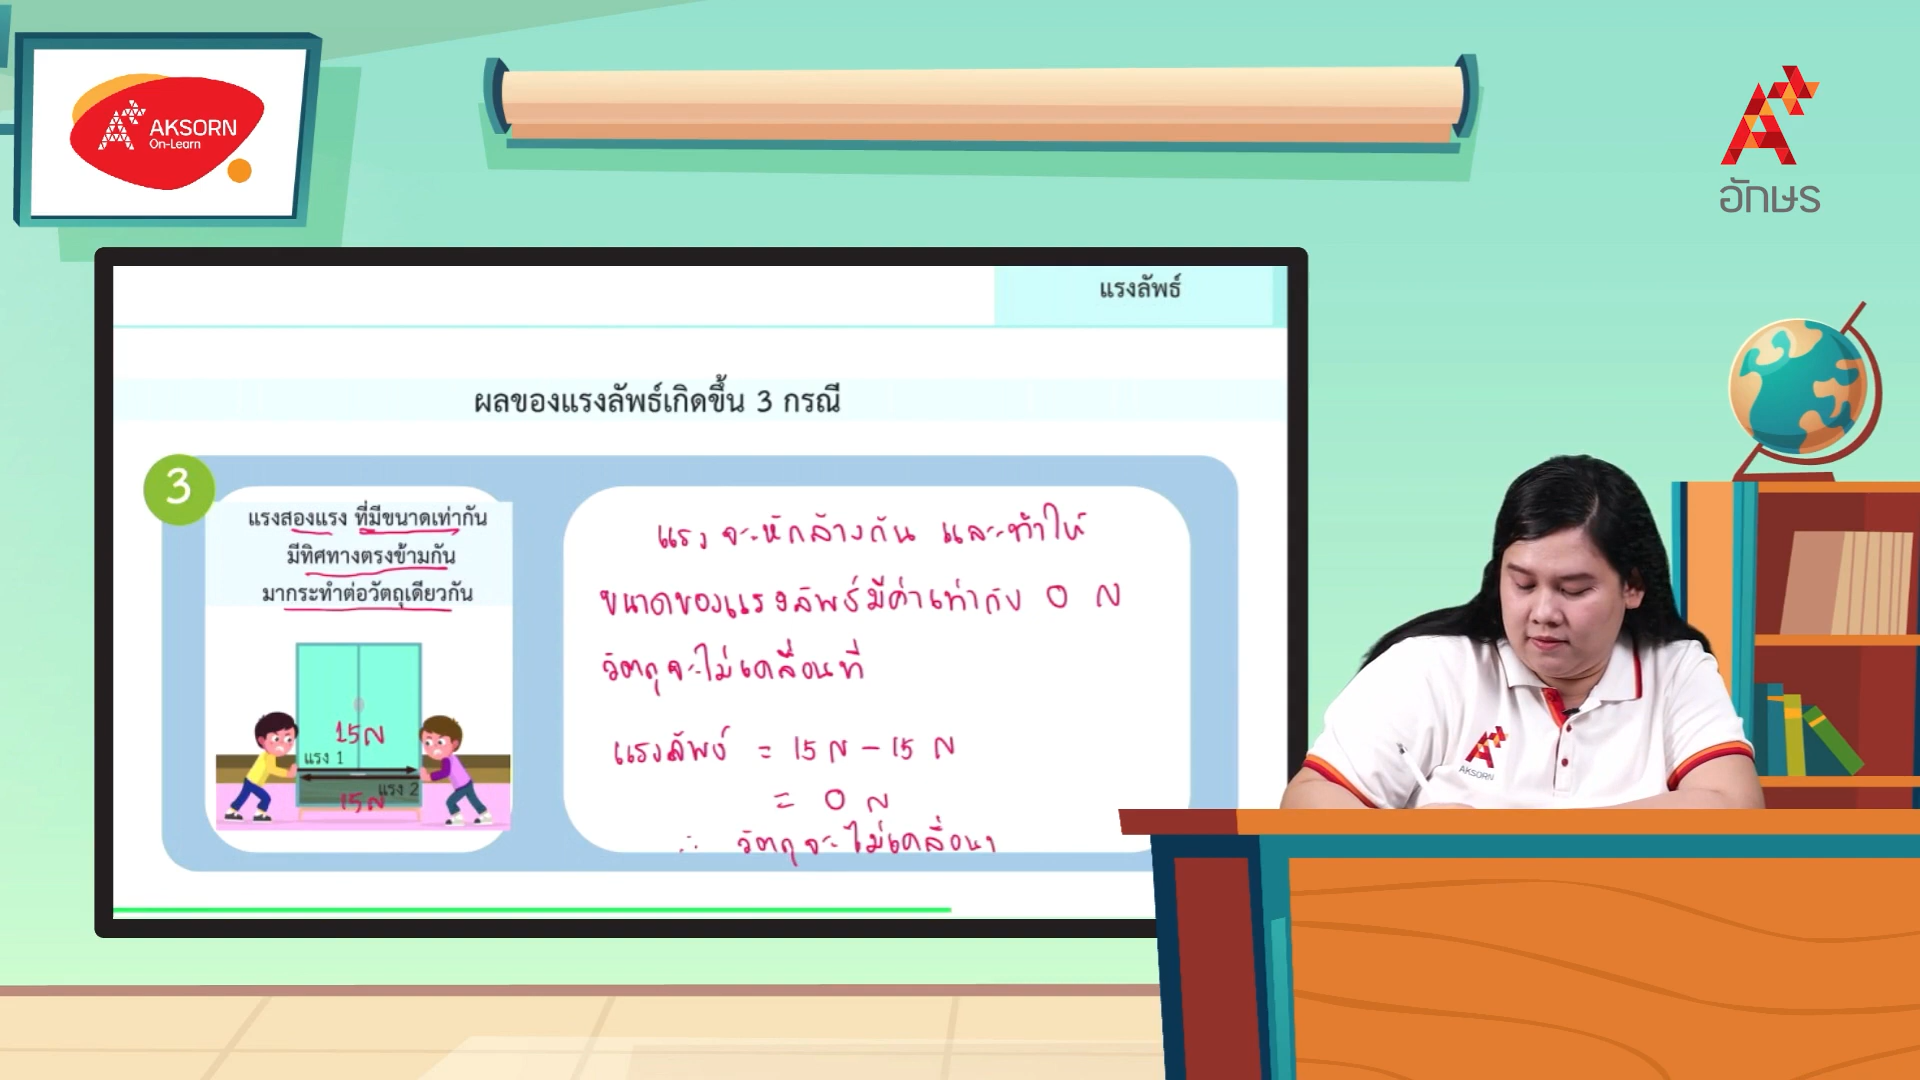 AKSORN
On-Learn
อักษร
แรงลัพธ์
ผลของแรงลัพธ์เกิดขึ้น 3 กรณี
3
แรงสองแรง ที่มีขนาดเท่ากัน
มีทิศทางตรงข้ามกัน
มากระทำต่อวัตถุเดียวกัน
15 N
แรง 1
แรง 2
15 N
แรง จะหักล้างกัน และทำให้
ขนาดของแรงลัพธ์มีค่าเท่ากับ 0 N
วัตถุจะไม่เคลื่อนที่
แรงลัพธ์ = 15 N - 15 N
= 0 N
∴ วัตถุจะไม่เคลื่อน
AKSORN